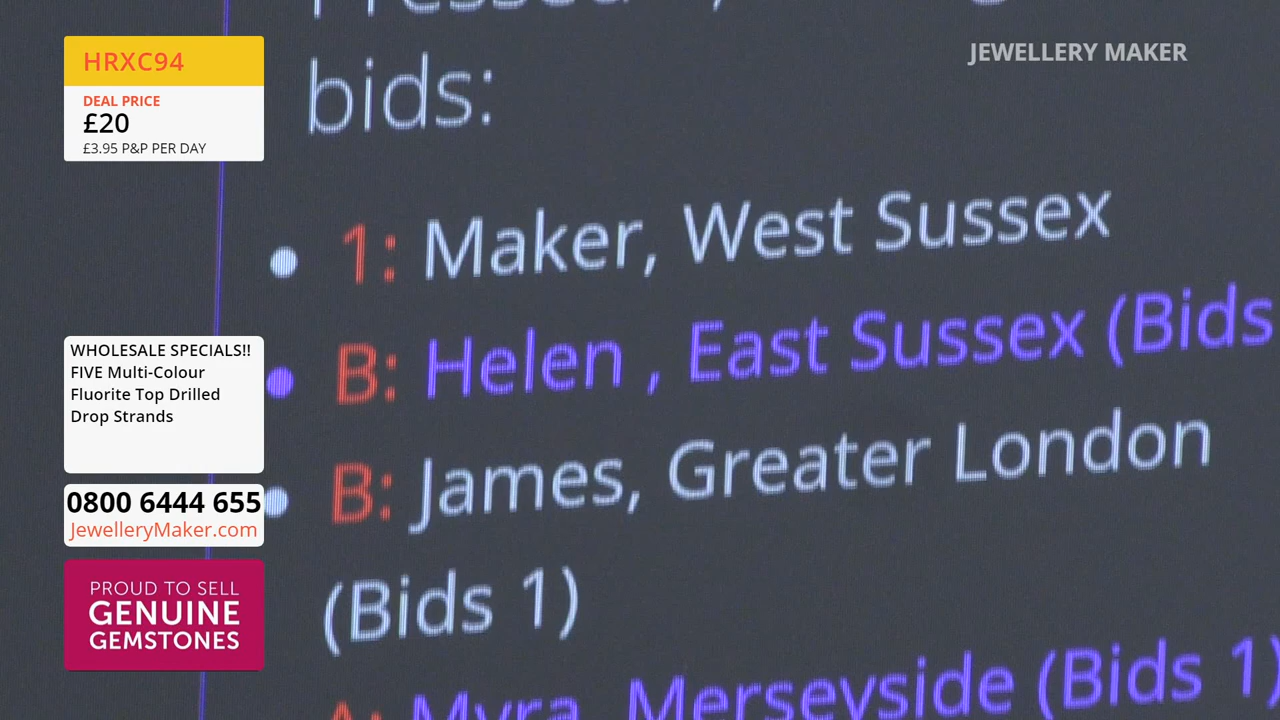 HRXC94
DEAL PRICE
£20
£3.95 P&P PER DAY
JEWELLERY MAKER
bids:
1: Maker, West Sussex
B: Helen , East Sussex (Bids
B: James, Greater London
(Bids 1)
A: Myra, Merseyside (Bids 1)
WHOLESALE SPECIALS!!
FIVE Multi-Colour
Fluorite Top Drilled
Drop Strands
0800 6444 655
JewelleryMaker.com
PROUD TO SELL
GENUINE
GEMSTONES